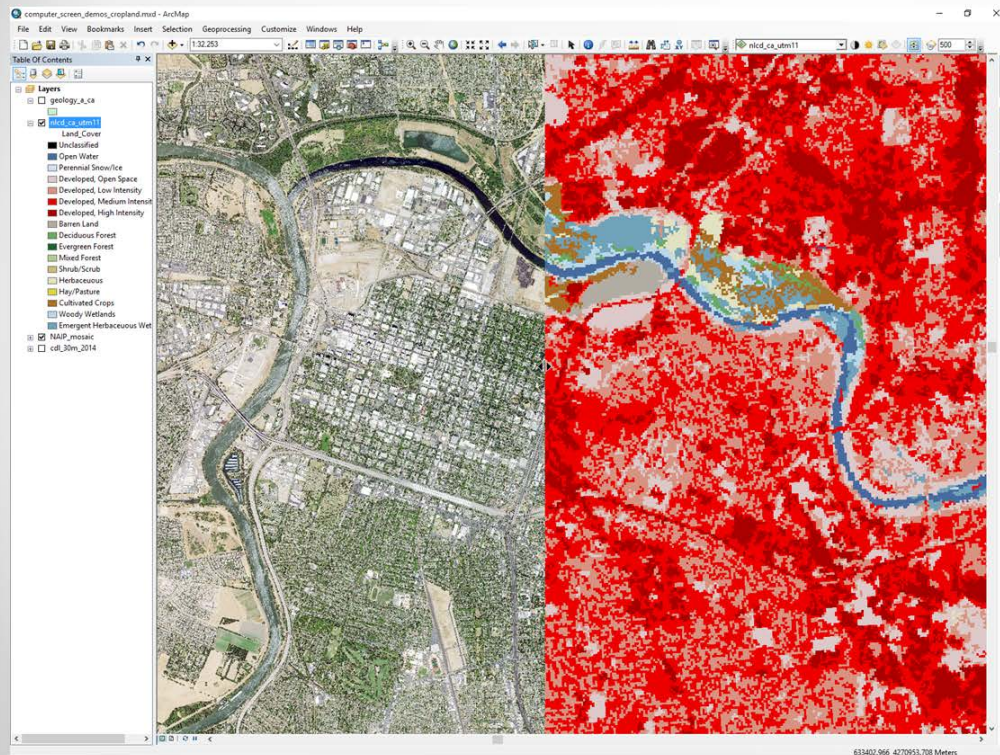 computer_screen_demos_cropland.mxd - ArcMap
File Edit View Bookmarks Insert Selection Geoprocessing Customize Windows Help
1:32,253
nlcd_ca_utm11
500
Table Of Contents
Layers
geology_a_ca
nlcd_ca_utm11
Land_Cover
Unclassified
Open Water
Perennial Snow/Ice
Developed, Open Space
Developed, Low Intensity
Developed, Medium Intensit
Developed, High Intensity
Barren Land
Deciduous Forest
Evergreen Forest
Mixed Forest
Shrub/Scrub
Herbaceuous
Hay/Pasture
Cultivated Crops
Woody Wetlands
Emergent Herbaceuous Wet
NAIP_mosaic
cdl_30m_2014
633402.966 4270953.708 Meters